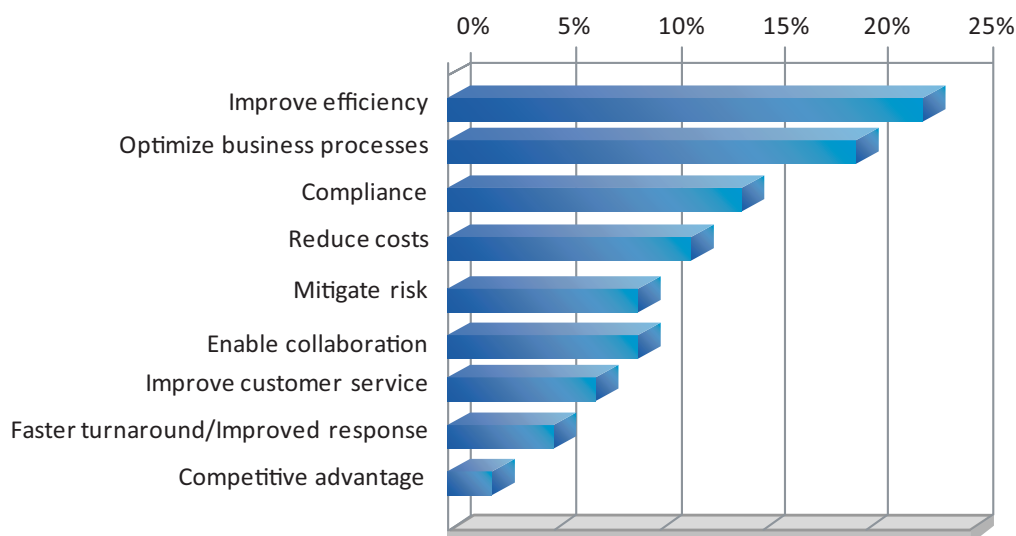 0% 5% 10% 15% 20% 25%
Improve efficiency
Optimize business processes
Compliance
Reduce costs
Mitigate risk
Enable collaboration
Improve customer service
Faster turnaround/Improved response
Competitive advantage